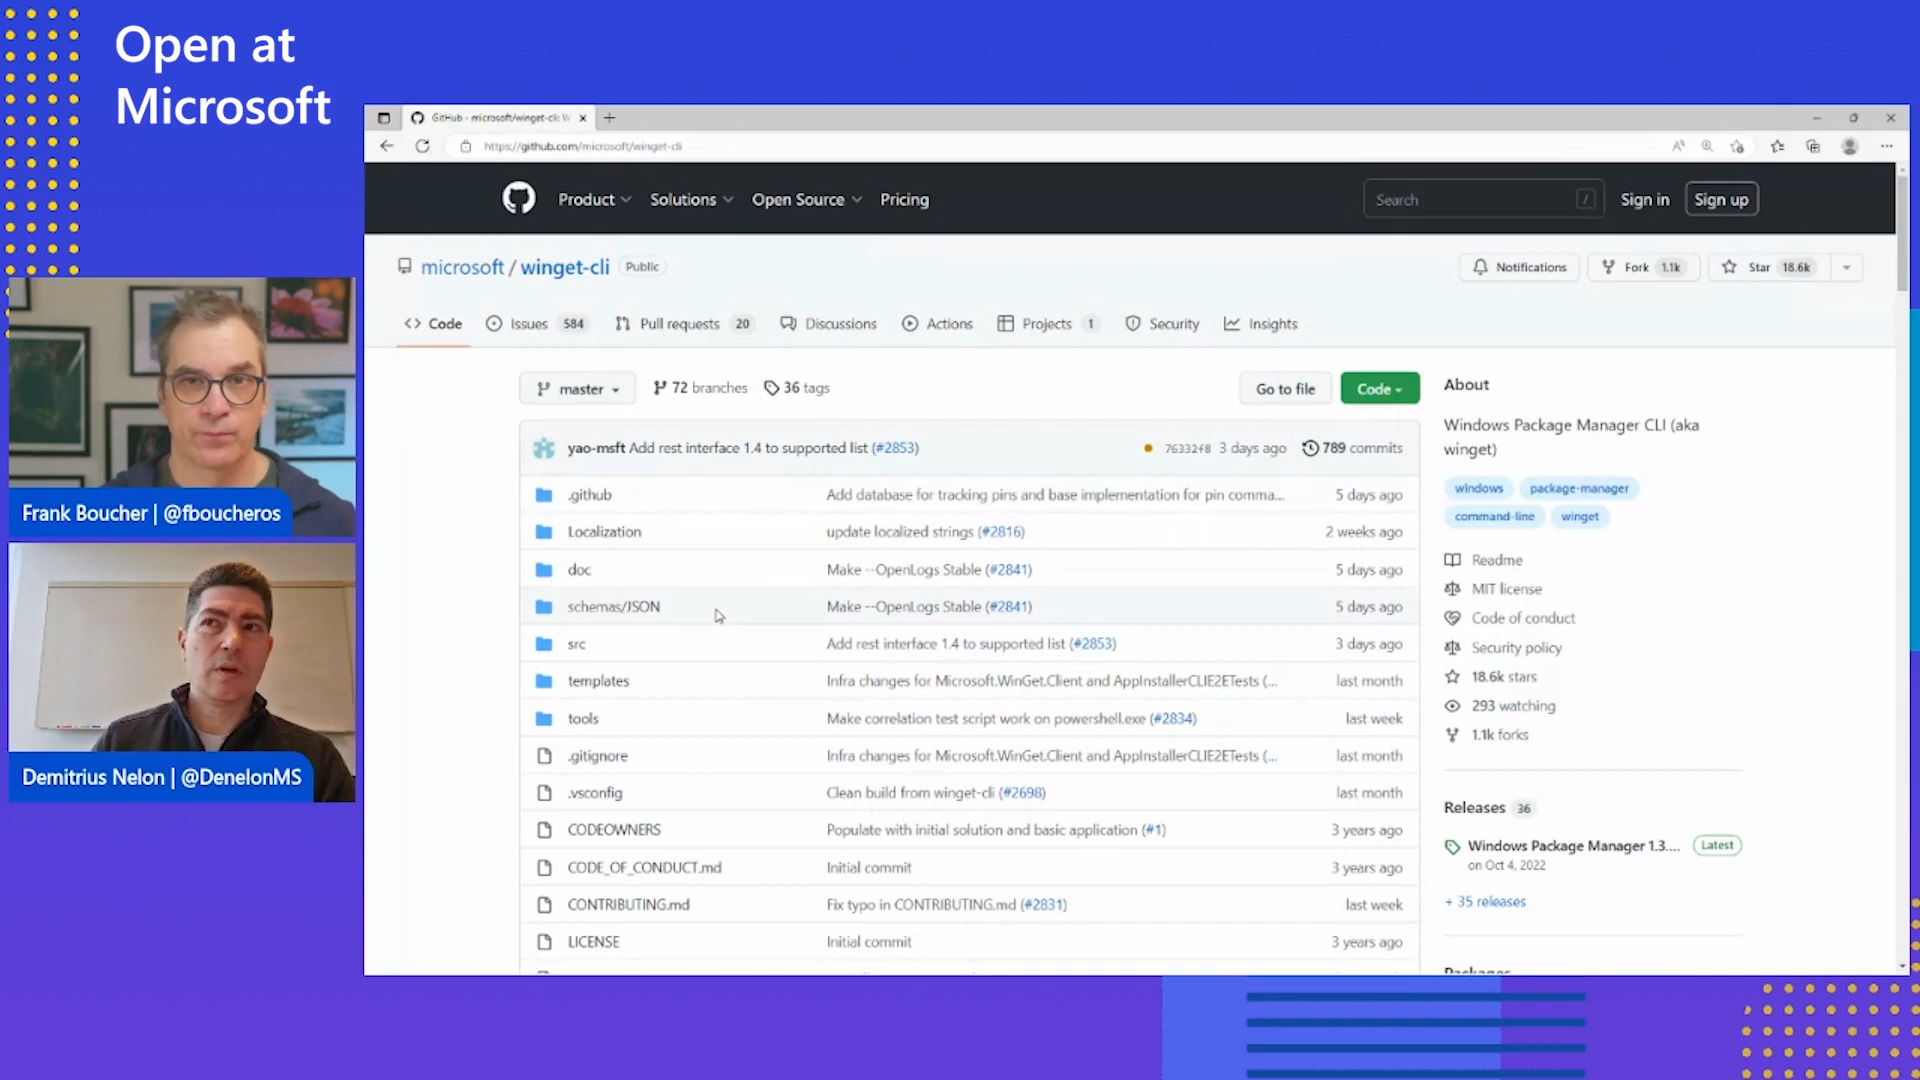 Open at
Microsoft
GitHub - microsoft/winget-cli: W
https://github.com/microsoft/winget-cli
Product
Solutions
Open Source
Pricing
Search
/
Sign in
Sign up
microsoft / winget-cli
Public
Notifications
Fork 1.1k
Star 18.6k
Code
Issues 584
Pull requests 20
Discussions
Actions
Projects 1
Security
Insights
master
72 branches
36 tags
Go to file
Code
yao-msft Add rest interface 1.4 to supported list (#2853)
76332f8 3 days ago
789 commits
.github
Add database for tracking pins and base implementation for pin comma...
5 days ago
Localization
update localized strings (#2816)
2 weeks ago
doc
Make --OpenLogs Stable (#2841)
5 days ago
schemas/JSON
Make --OpenLogs Stable (#2841)
5 days ago
src
Add rest interface 1.4 to supported list (#2853)
3 days ago
templates
Infra changes for Microsoft.WinGet.Client and AppInstallerCLIE2ETests (...
last month
tools
Make correlation test script work on powershell.exe (#2834)
last week
.gitignore
Infra changes for Microsoft.WinGet.Client and AppInstallerCLIE2ETests (...
last month
.vsconfig
Clean build from winget-cli (#2698)
last month
CODEOWNERS
Populate with initial solution and basic application (#1)
3 years ago
CODE_OF_CONDUCT.md
Initial commit
3 years ago
CONTRIBUTING.md
Fix typo in CONTRIBUTING.md (#2831)
last week
LICENSE
Initial commit
3 years ago
About
Windows Package Manager CLI (aka
winget)
windows
package-manager
command-line
winget
Readme
MIT license
Code of conduct
Security policy
18.6k stars
293 watching
1.1k forks
Releases 36
Windows Package Manager 1.3....
Latest
on Oct 4, 2022
+ 35 releases
Packages
Frank Boucher | @fboucheros
Demitrius Nelon | @DenelonMS